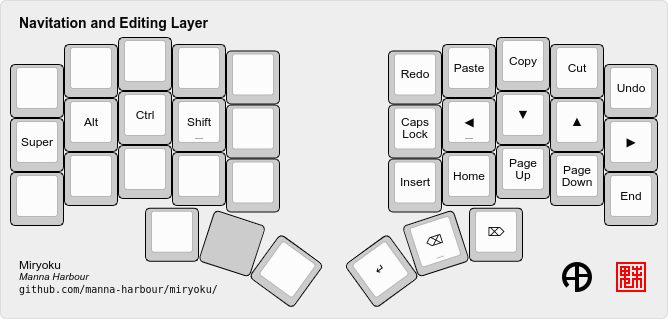 Navitation and Editing Layer
Redo
Paste
Copy
Cut
Undo
Super
Alt
Ctrl
Shift
Caps
Lock
◀
▼
▲
▶
Insert
Home
Page
Up
Page
Down
End
↵
⌫
⌦
Miryoku
Manna Harbour
github.com/manna-harbour/miryoku/